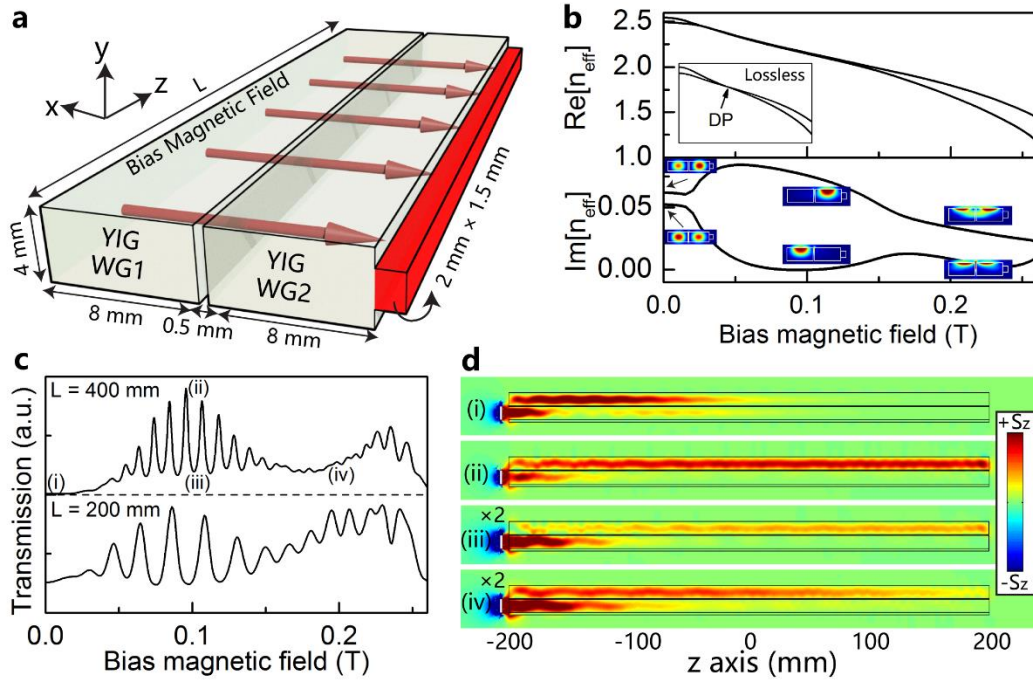 a
y
z
x
L
Bias Magnetic Field
4 mm
YIG
WG1
YIG
WG2
8 mm
0.5 mm
8 mm
2 mm × 1.5 mm
b
2.5
2.0
1.5
1.0
Re[n_eff]
Lossless
DP
0.05
0.00
Im[n_eff]
0.0
0.1
0.2
Bias magnetic field (T)
c
L = 400 mm
(i)
(ii)
(iii)
(iv)
L = 200 mm
Transmission (a.u.)
0.0
0.1
0.2
Bias magnetic field (T)
d
(i)
(ii)
×2
(iii)
×2
(iv)
+Sz
-Sz
-200
-100
0
100
200
z axis (mm)